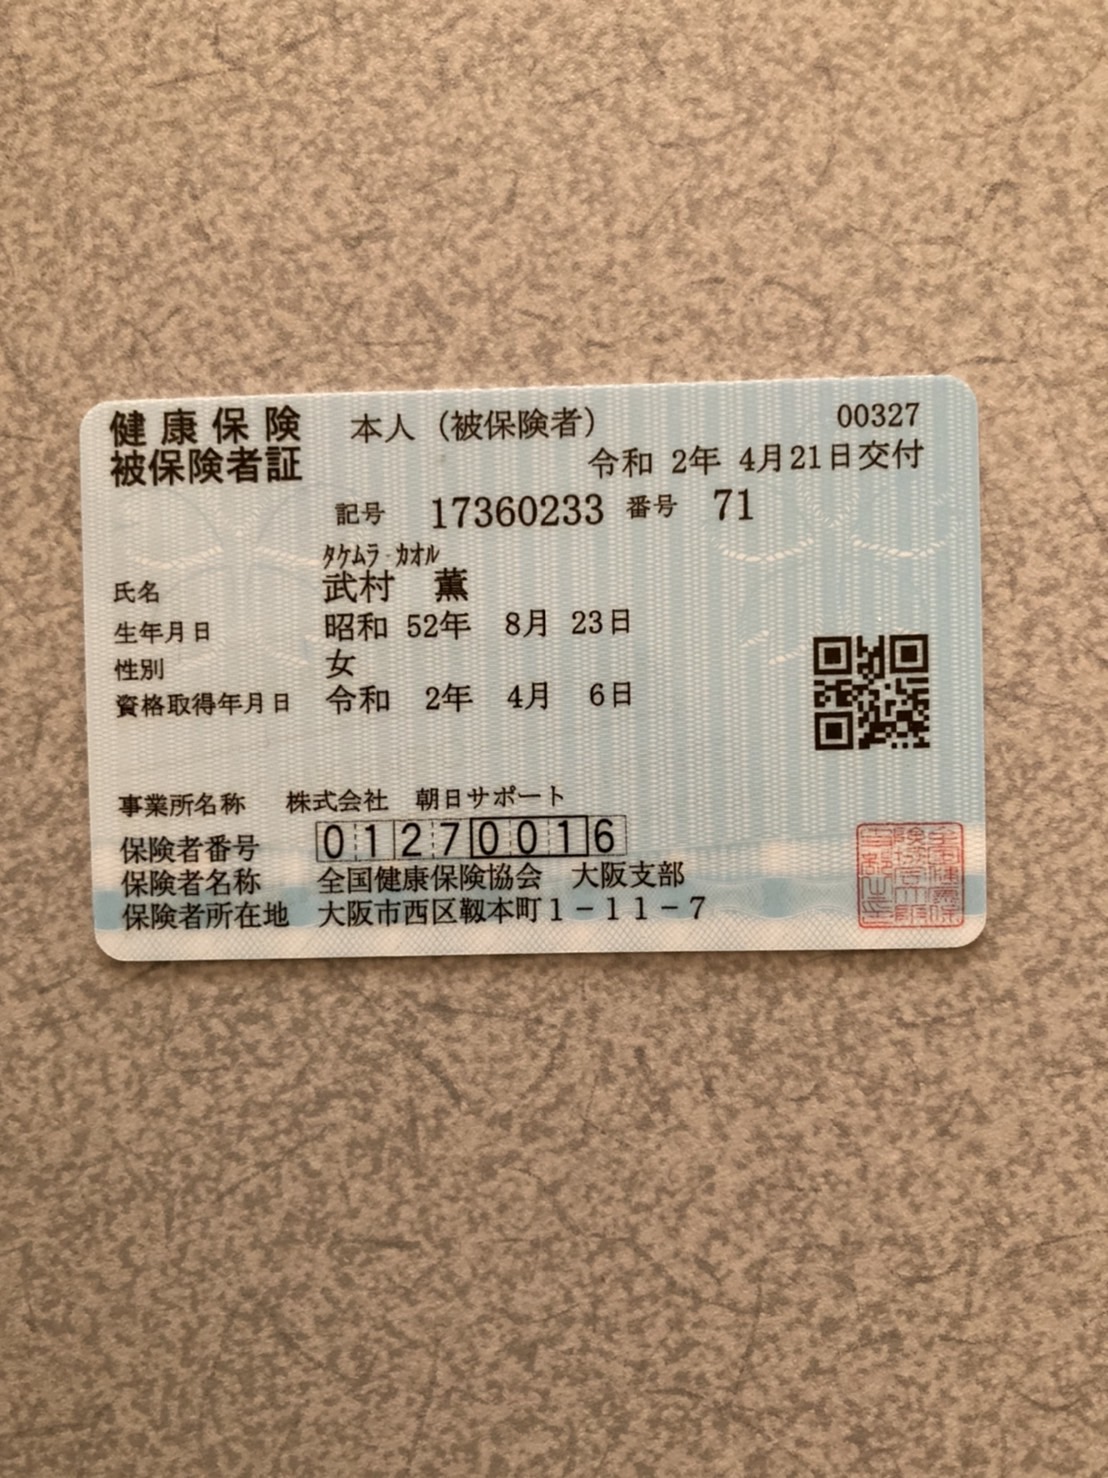 健康保険 本人（被保険者） 00327
被保険者証 令和 2年 4月21日交付
記号 17360233 番号 71
ﾀｹﾑﾗ ｶｵﾙ
氏名 武村 薫
生年月日 昭和 52年 8月 23日
性別 女
資格取得年月日 令和 2年 4月 6日
事業所名称 株式会社 朝日サポート
保険者番号 01270016
保険者名称 全国健康保険協会 大阪支部
保険者所在地 大阪市西区靱本町１－１１－７